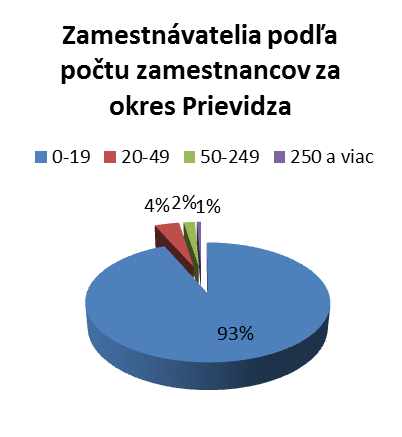 Zamestnávatelia podľa
počtu zamestnancov za
okres Prievidza
0-19 20-49 50-249 250 a viac
4% 2% 1%
93%